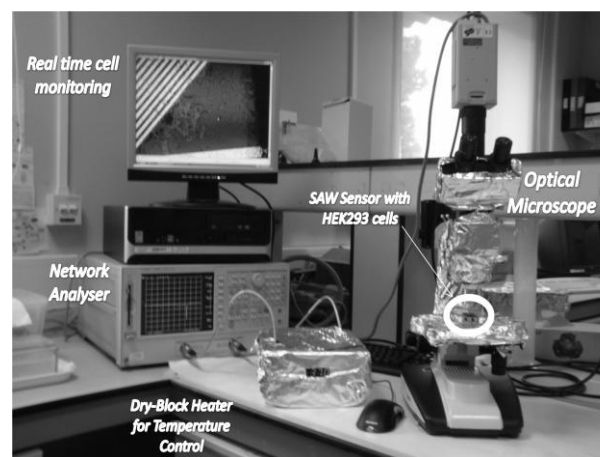 Real time cell
monitoring
SAW Sensor with
HEK293 cells
Optical
Microscope
Network
Analyser
Dry-Block Heater
for Temperature
Control